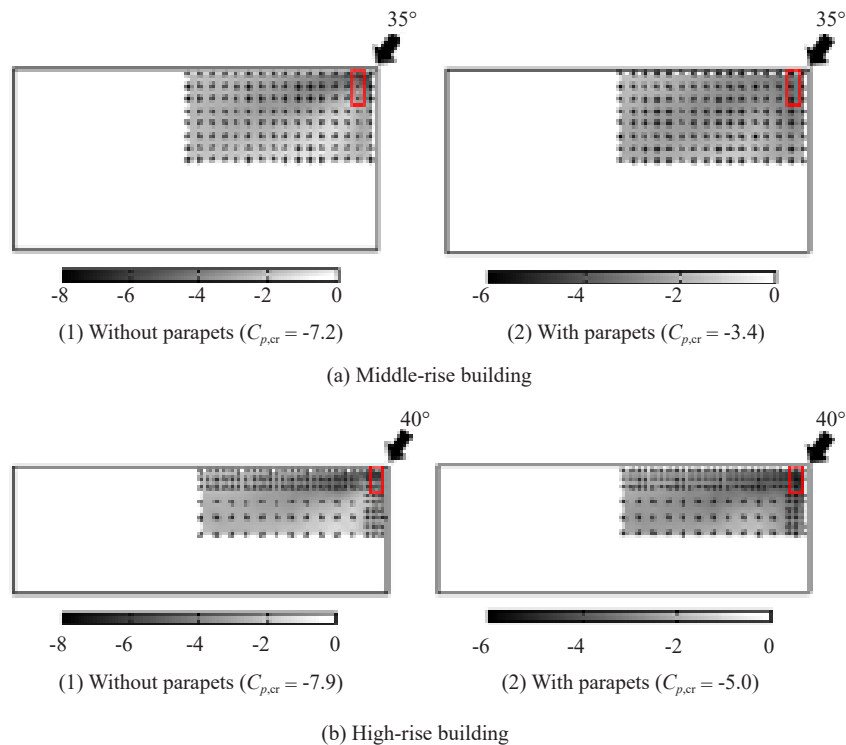 35° 35°
-8 -6 -4 -2 0 -6 -4 -2 0
(1) Without parapets (Cp,cr = -7.2) (2) With parapets (Cp,cr = -3.4)
(a) Middle-rise building
40° 40°
-8 -6 -4 -2 0 -6 -4 -2 0
(1) Without parapets (Cp,cr = -7.9) (2) With parapets (Cp,cr = -5.0)
(b) High-rise building